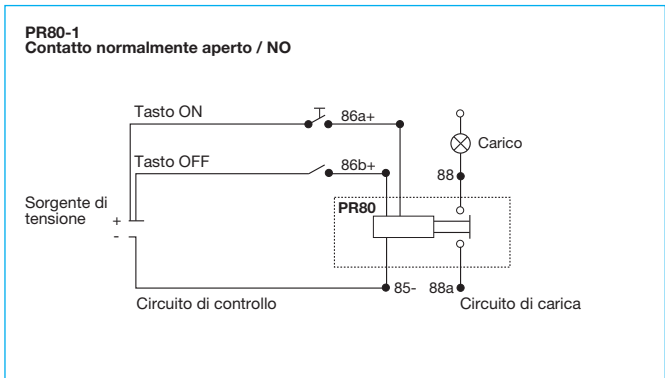 PR80-1
Contatto normalmente aperto / NO
Tasto ON
86a+
Carico
Tasto OFF
86b+
88
Sorgente di
tensione
+
-
PR80
85-
88a
Circuito di controllo
Circuito di carica